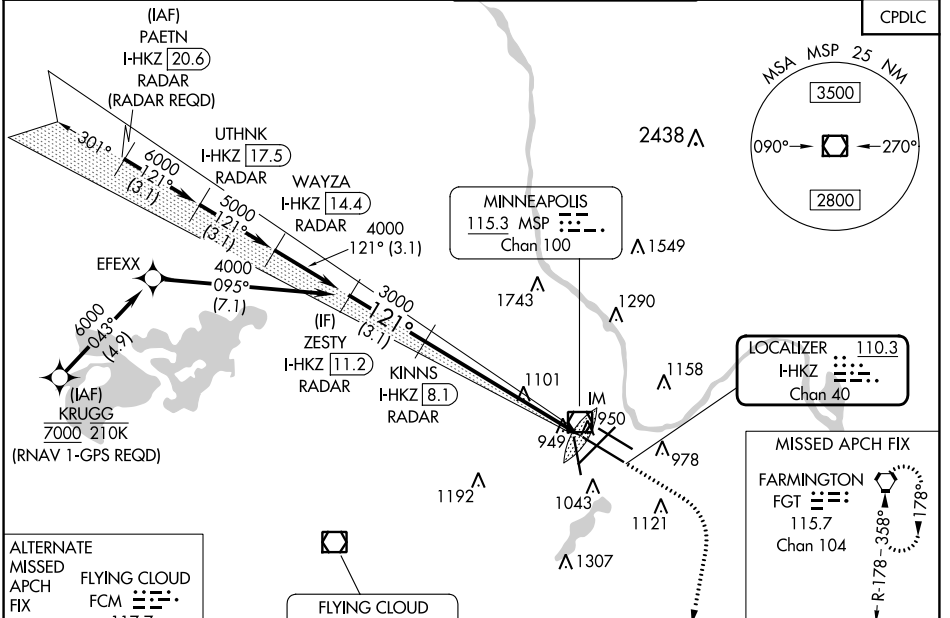 (IAF)
PAETN
I-HKZ 20.6
RADAR
(RADAR REQD)
301°
6000
121°
(3.1)
UTHNK
I-HKZ 17.5
RADAR
5000
121°
(3.1)
WAYZA
I-HKZ 14.4
RADAR
4000
121° (3.1)
EFEXX
4000
095°
(7.1)
6000
043°
(4.9)
(IAF)
KRUGG
7000 210K
(RNAV 1-GPS REQD)
(IF)
ZESTY
I-HKZ 11.2
RADAR
3000
121°
(3.1)
KINNS
I-HKZ 8.1
RADAR
MINNEAPOLIS
115.3 MSP
Chan 100
CPDLC
MSA MSP 25 NM
3500
090°
270°
2800
2438
1549
1743
1290
1158
1101
IM
950
949
978
1192
1043
1121
1307
LOCALIZER 110.3
I-HKZ
Chan 40
MISSED APCH FIX
FARMINGTON
FGT
115.7
Chan 104
R-178
358°
178°
ALTERNATE
MISSED
APCH
FIX
FLYING CLOUD
FCM
FLYING CLOUD